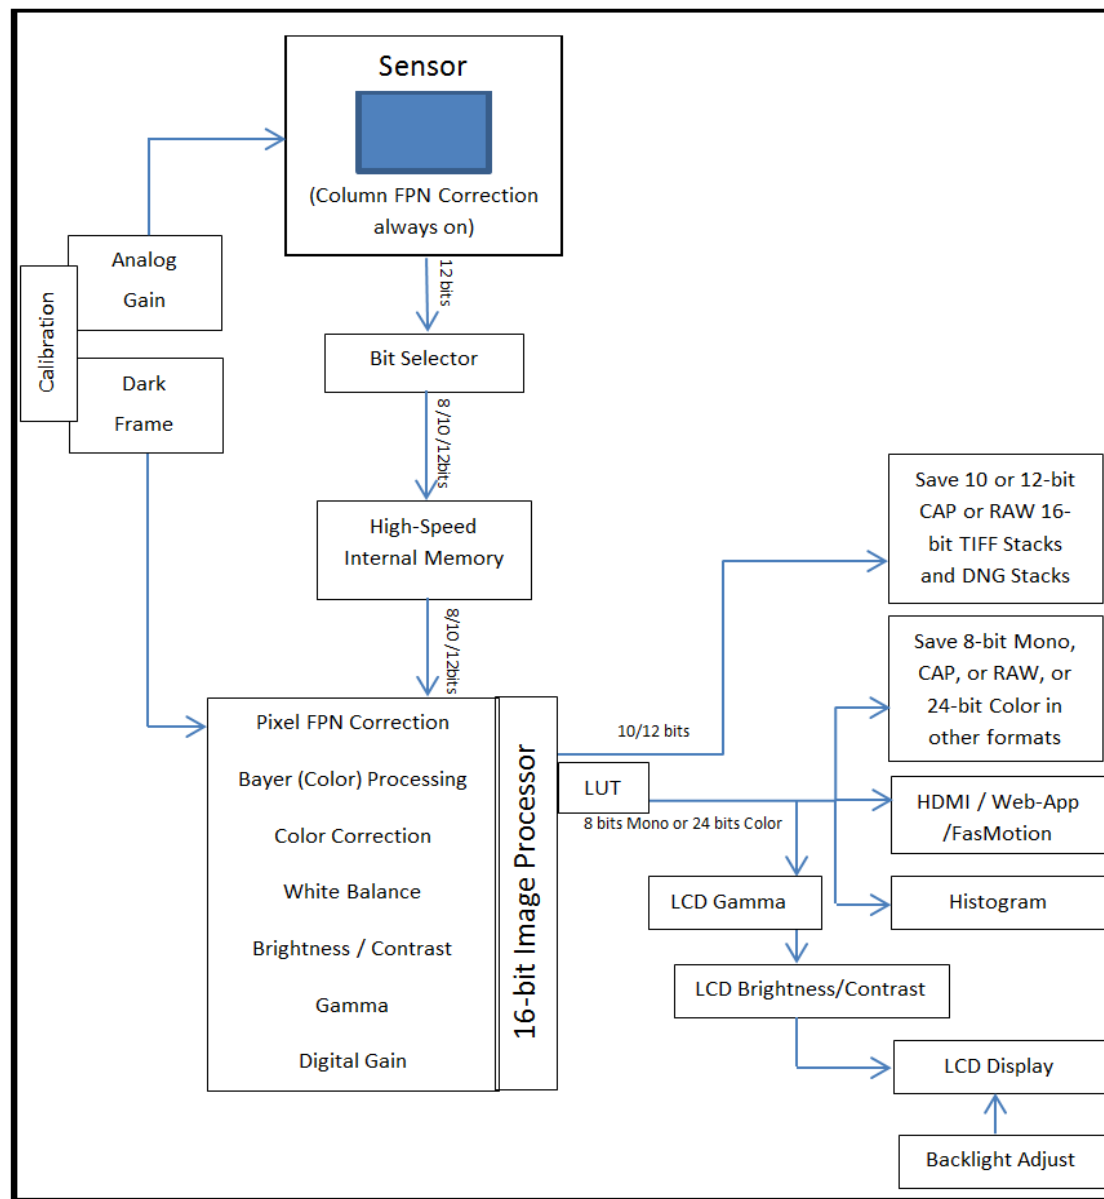 Sensor
(Column FPN Correction
always on)
Analog
Gain
Calibration
Dark
Frame
12 bits
Bit Selector
8 /10 /12bits
High-Speed
Internal Memory
8/10 /12bits
Pixel FPN Correction
Bayer (Color) Processing
Color Correction
White Balance
Brightness / Contrast
Gamma
Digital Gain
16-bit Image Processor
10/12 bits
LUT
8 bits Mono or 24 bits Color
Save 10 or 12-bit
CAP or RAW 16-
bit TIFF Stacks
and DNG Stacks
Save 8-bit Mono,
CAP, or RAW, or
24-bit Color in
other formats
HDMI / Web-App
/FasMotion
Histogram
LCD Gamma
LCD Brightness/Contrast
LCD Display
Backlight Adjust